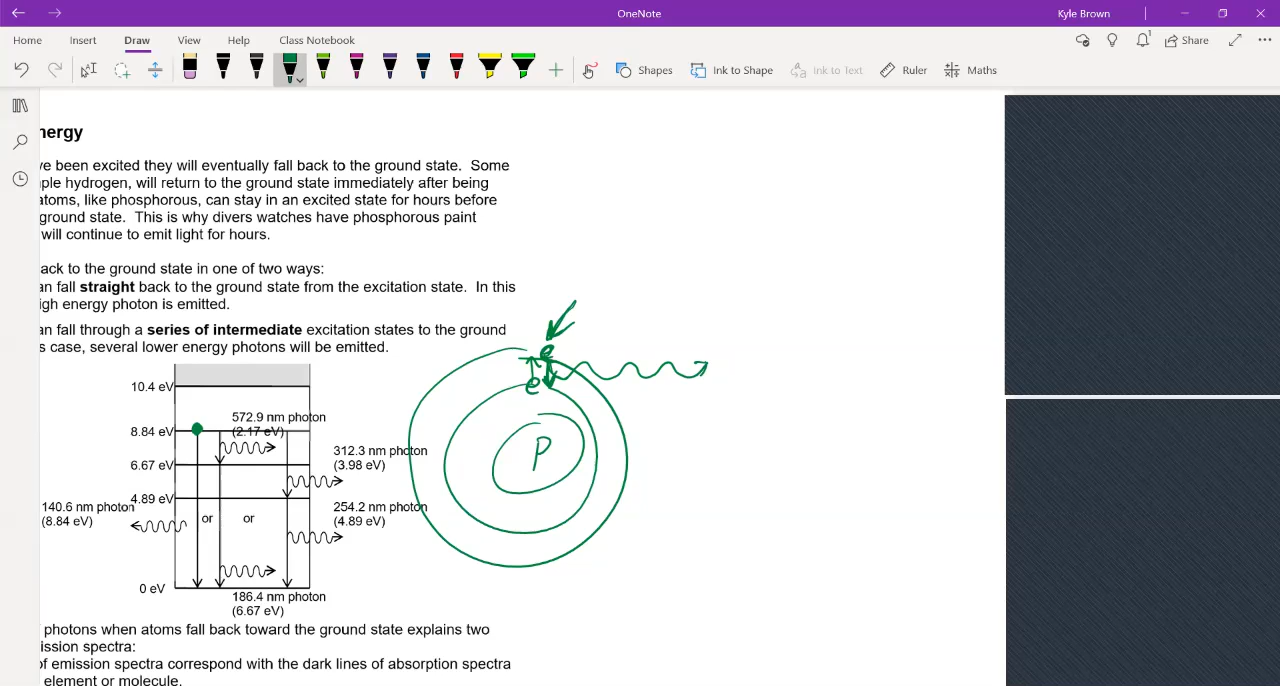 OneNote
Kyle Brown
Home Insert Draw View Help Class Notebook
Share
Shapes Ink to Shape Ink to Text Ruler Maths
nergy
ve been excited they will eventually fall back to the ground state. Some
ple hydrogen, will return to the ground state immediately after being
atoms, like phosphorous, can stay in an excited state for hours before
ground state. This is why divers watches have phosphorous paint
will continue to emit light for hours.
ack to the ground state in one of two ways:
an fall straight back to the ground state from the excitation state. In this
igh energy photon is emitted.
an fall through a series of intermediate excitation states to the ground
s case, several lower energy photons will be emitted.
e
e
P
10.4 eV
572.9 nm photon
8.84 eV
(2.17 eV)
312.3 nm photon
6.67 eV
(3.98 eV)
4.89 eV
140.6 nm photon
(8.84 eV)
or
or
254.2 nm photon
(4.89 eV)
0 eV
186.4 nm photon
(6.67 eV)
photons when atoms fall back toward the ground state explains two
ission spectra:
of emission spectra correspond with the dark lines of absorption spectra
element or molecule.